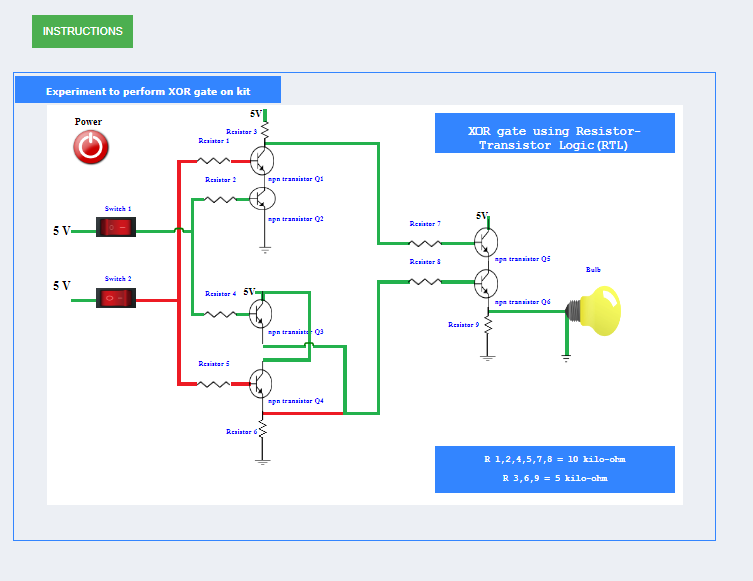 INSTRUCTIONS
Experiment to perform XOR gate on kit
Power
5V
XOR gate using Resistor-
Transistor Logic(RTL)
Resistor 3
Resistor 1
Resistor 2
npn transistor Q1
Switch 1
npn transistor Q2
5 V
5V
Resistor 7
Resistor 8
npn transistor Q5
Bulb
Switch 2
5 V
Resistor 4
5V
npn transistor Q6
Resistor 9
npn transistor Q3
Resistor 5
npn transistor Q4
Resistor 6
R 1,2,4,5,7,8 = 10 kilo-ohm
R 3,6,9 = 5 kilo-ohm